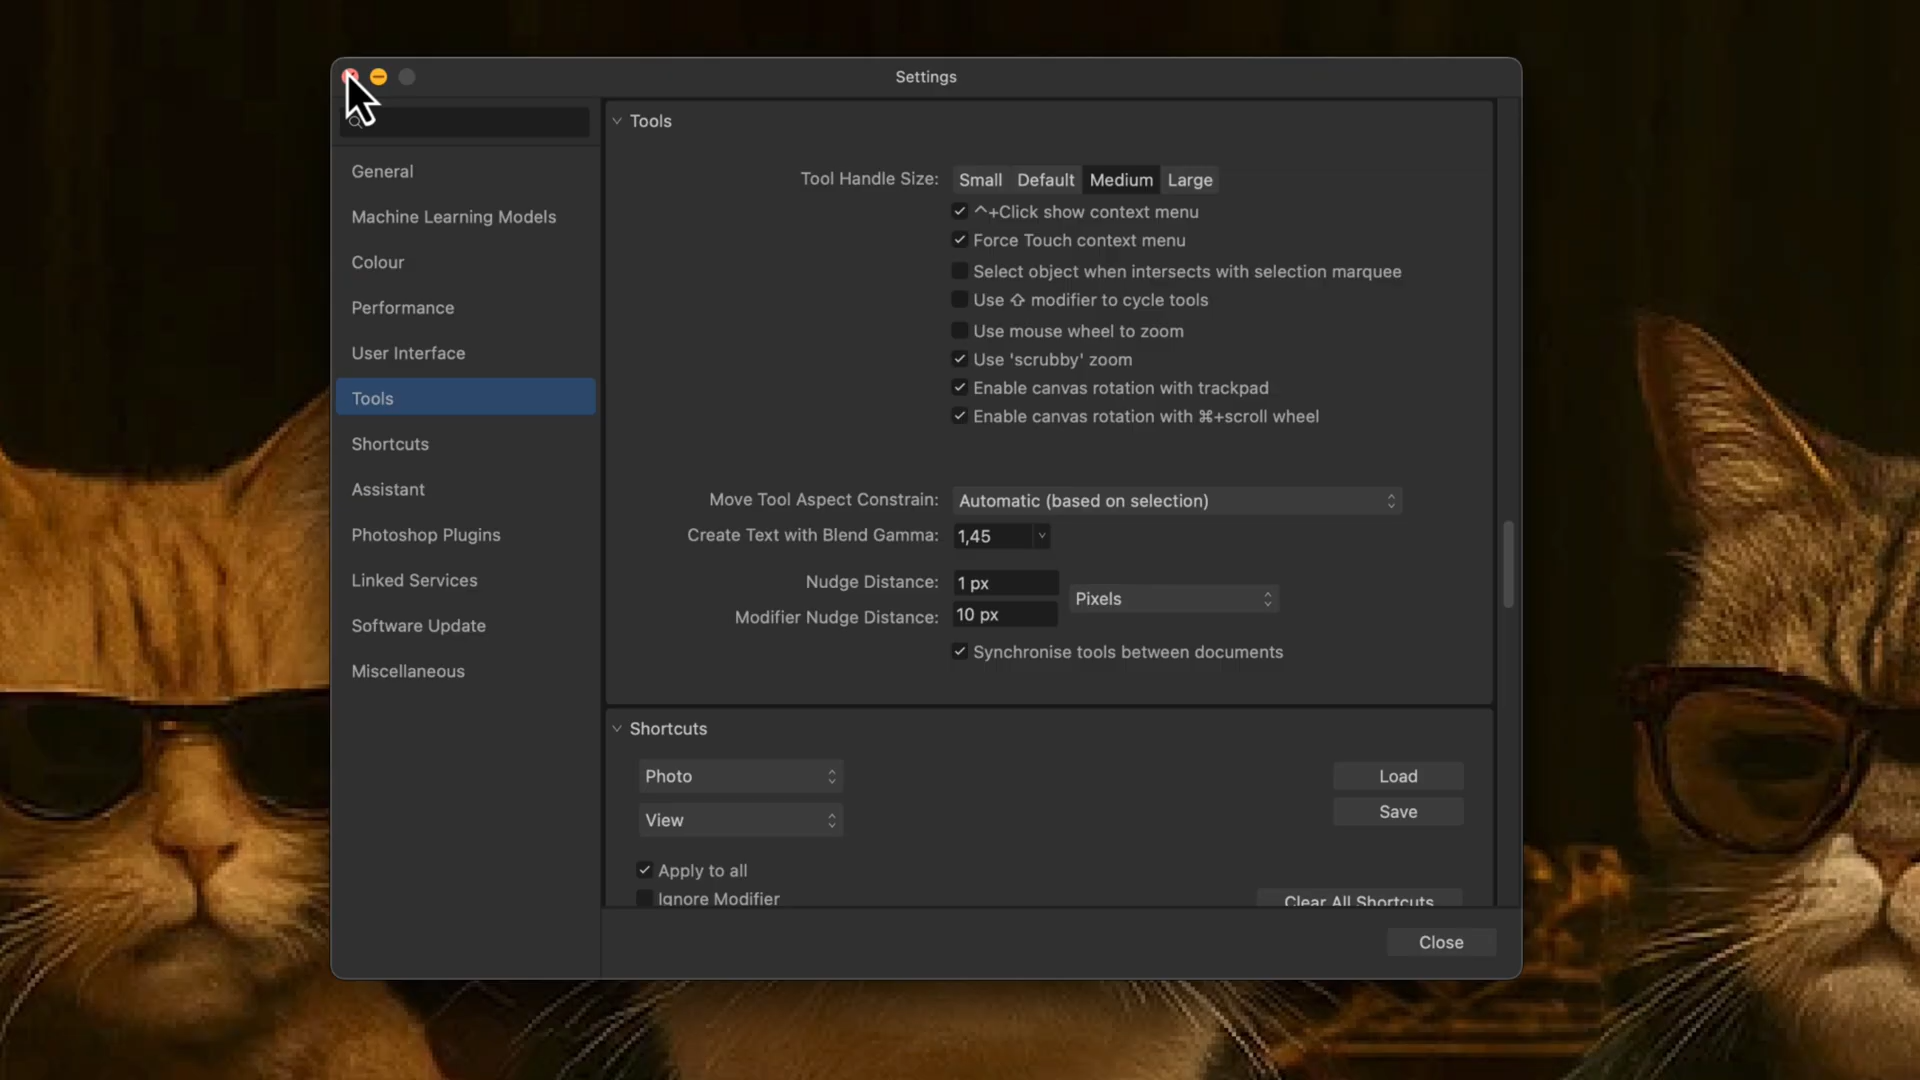 Settings
General
Machine Learning Models
Colour
Performance
User Interface
Tools
Shortcuts
Assistant
Photoshop Plugins
Linked Services
Software Update
Miscellaneous
Tools
Tool Handle Size: Small Default Medium Large
^+Click show context menu
Force Touch context menu
Select object when intersects with selection marquee
Use ⇧ modifier to cycle tools
Use mouse wheel to zoom
Use 'scrubby' zoom
Enable canvas rotation with trackpad
Enable canvas rotation with ⌘+scroll wheel
Move Tool Aspect Constrain: Automatic (based on selection)
Create Text with Blend Gamma: 1,45
Nudge Distance: 1 px
Pixels
Modifier Nudge Distance: 10 px
Synchronise tools between documents
Shortcuts
Photo
Load
View
Save
Apply to all
Ignore Modifier
Clear All Shortcuts
Close